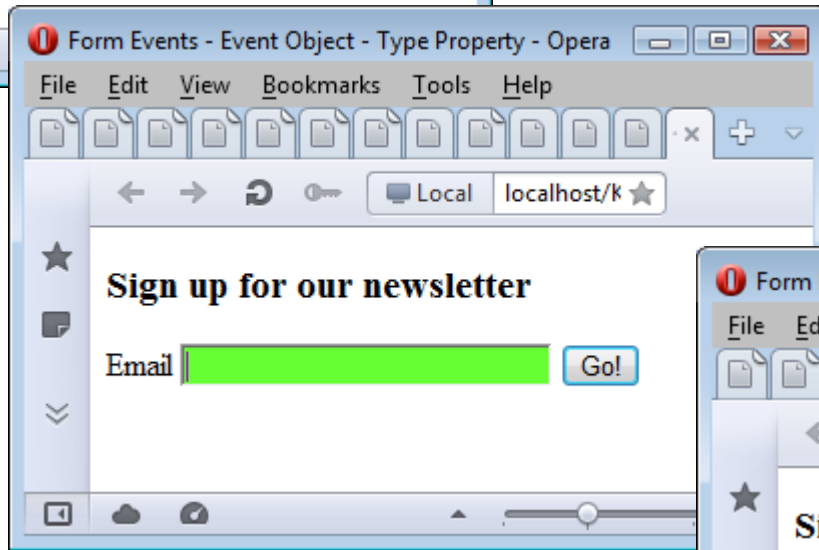 Form Events - Event Object - Type Property - Opera
File Edit View Bookmarks Tools Help
Local localhost/K
Sign up for our newsletter
Email Go!
Form
File Ed
Si